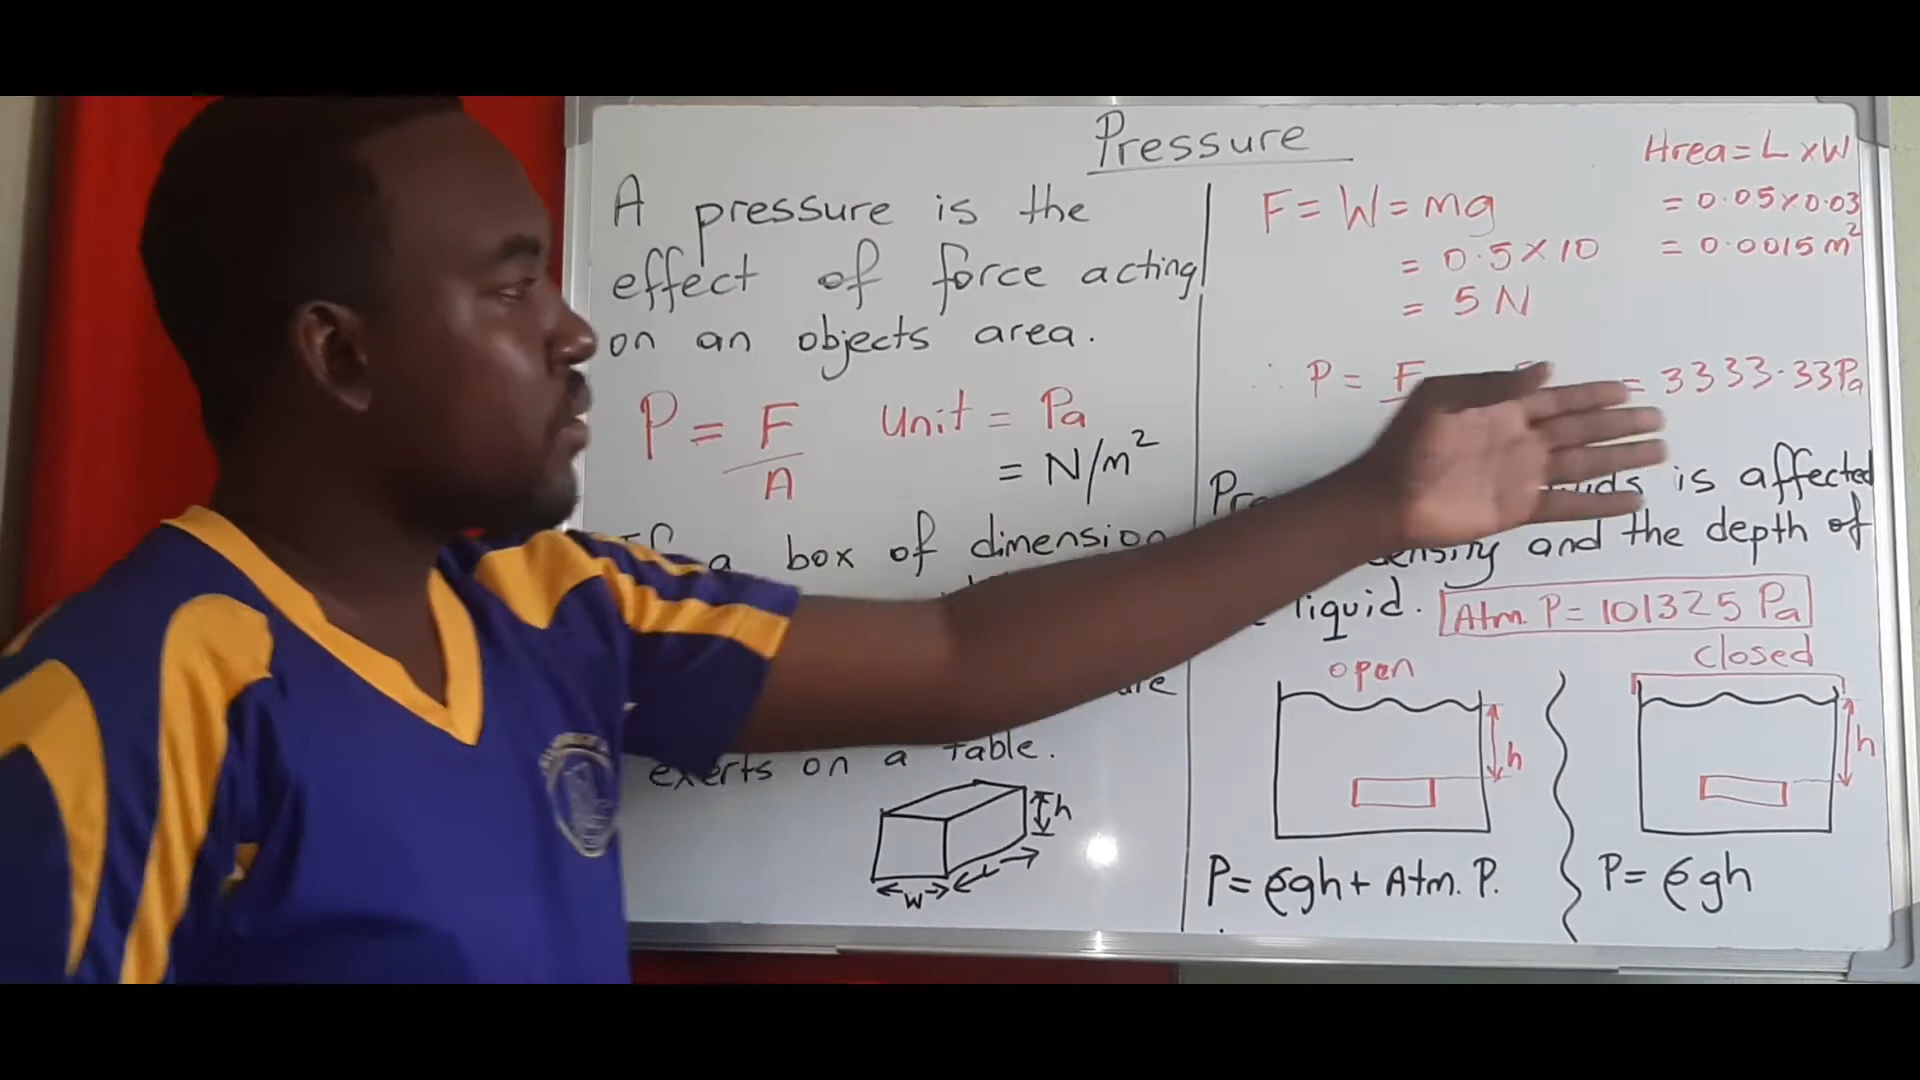 Pressure
A pressure is the
effect of force acting
on an objects area.
P = F
A
Unit = Pa
= N/m²
a box of dimension
exerts on a table.
h
L
W
F = W = mg
= 0.5 × 10
= 5 N
Area = L × W
= 0.05 × 0.03
= 0.0015 m²
∴ P = F = 3333.33 Pa
is affected
and the depth of
liquid.
Atm. P = 101325 Pa
open
h
P = ρgh + Atm. P.
closed
h
P = ρgh